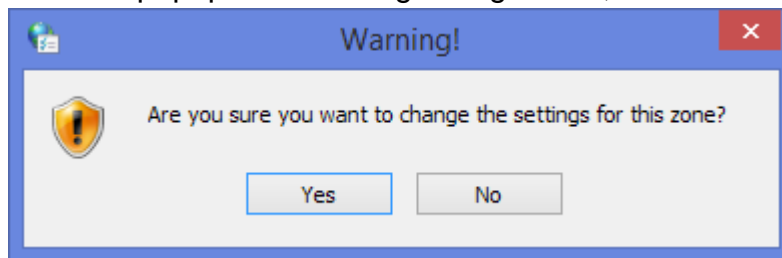 Warning!
Are you sure you want to change the settings for this zone?
Yes No